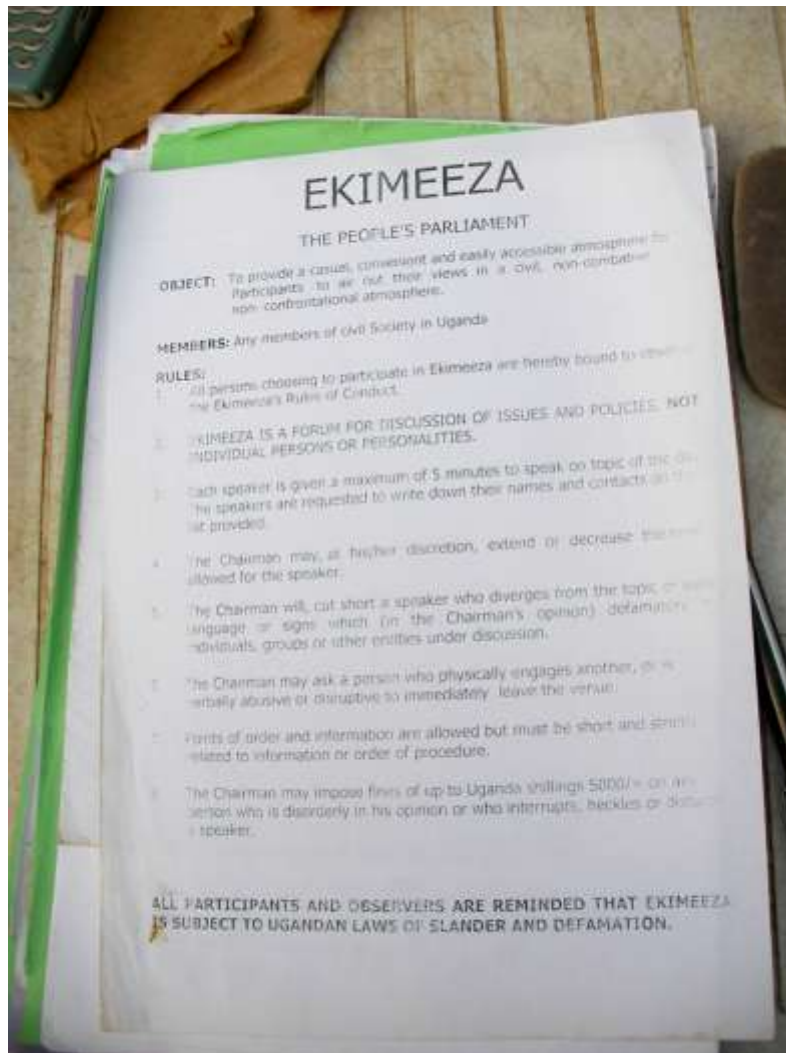 EKIMEEZA
THE PEOPLE'S PARLIAMENT
OBJECT: To provide a casual, convenient and easily accessible atmosphere for
Participants to air out their views in a civil, non-combative
non- confrontational atmosphere.
MEMBERS: Any members of civil Society in Uganda
RULES:
1. All persons choosing to participate in Ekimeeza are hereby bound to
the Ekimeeza's Rules of Conduct.
2. EKIMEEZA IS A FORUM FOR DISCUSSION OF ISSUES AND POLICIES, NOT
INDIVIDUAL PERSONS OR PERSONALITIES.
3. Each speaker is given a maximum of 5 minutes to speak on topic of the
The speakers are requested to write down their names and contacts on
list provided.
4. The Chairman may, at his/her discretion, extend or decrease
allowed for the speaker.
5. The Chairman will, cut short a speaker who diverges from the topic or
language or signs which (in the Chairman's opinion) defamatory
individuals, groups or other entities under discussion.
The Chairman may ask a person who physically engages another, or is
verbally abusive or disruptive to immediately leave the venue.
7. Points of order and information are allowed but must be short and
related to information or order of procedure.
The Chairman may impose fines of up to Uganda shillings 5000/= on any
person who is disorderly in his opinion or who interrupts, heckles or
a speaker.
ALL PARTICIPANTS AND OBSERVERS ARE REMINDED THAT EKIMEEZA
IS SUBJECT TO UGANDAN LAWS OF SLANDER AND DEFAMATION.